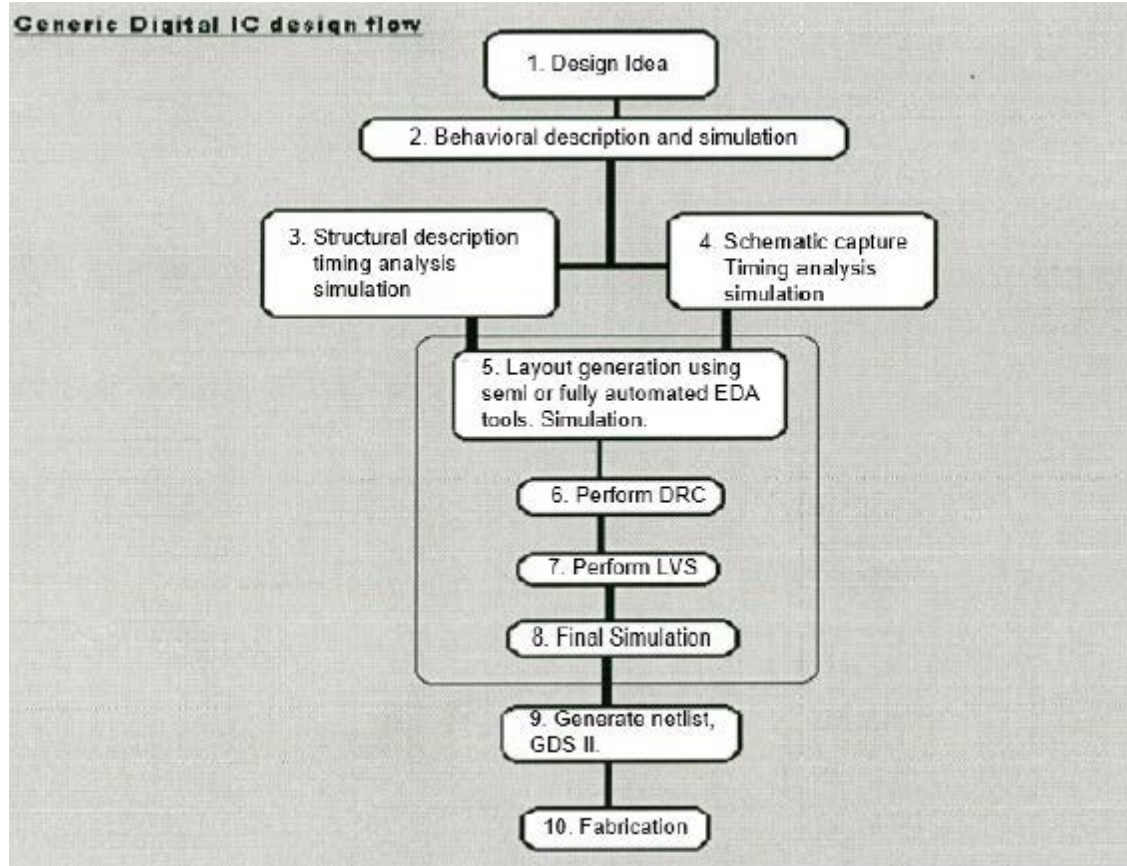 Generic Digital IC design flow
1. Design Idea
2. Behavioral description and simulation
3. Structural description
timing analysis
simulation
4. Schematic capture
Timing analysis
simulation
5. Layout generation using
semi or fully automated EDA
tools. Simulation.
6. Perform DRC
7. Perform LVS
8. Final Simulation
9. Generate netlist,
GDS II.
10. Fabrication